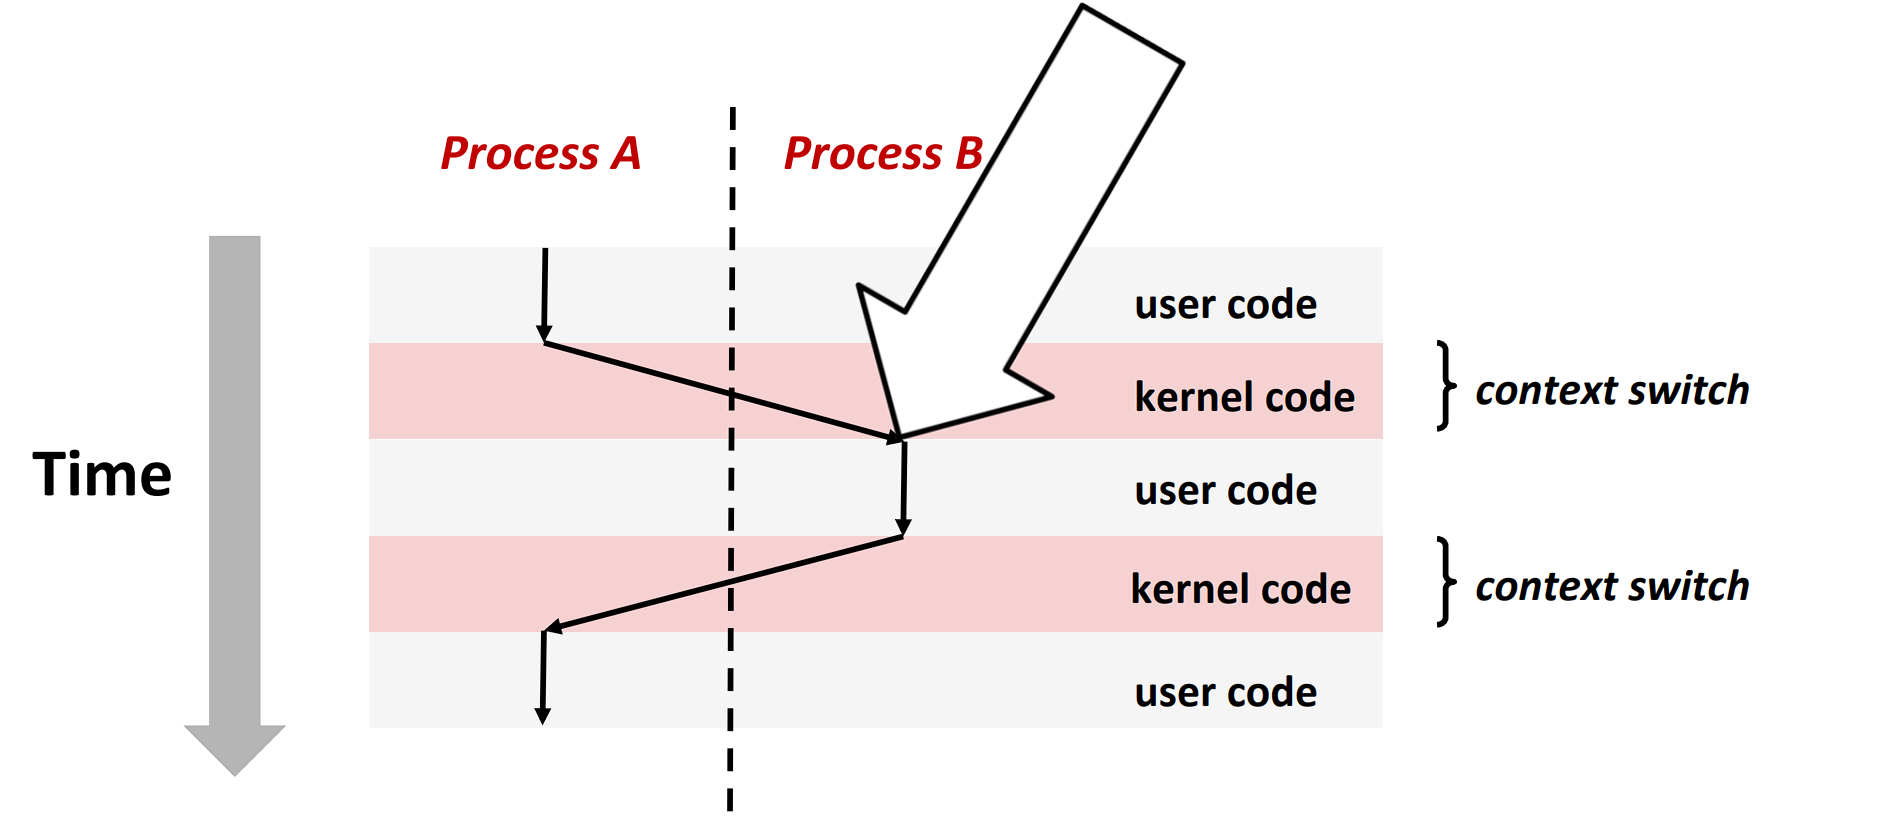 Process A
Process B
user code
kernel code
context switch
Time
user code
kernel code
context switch
user code